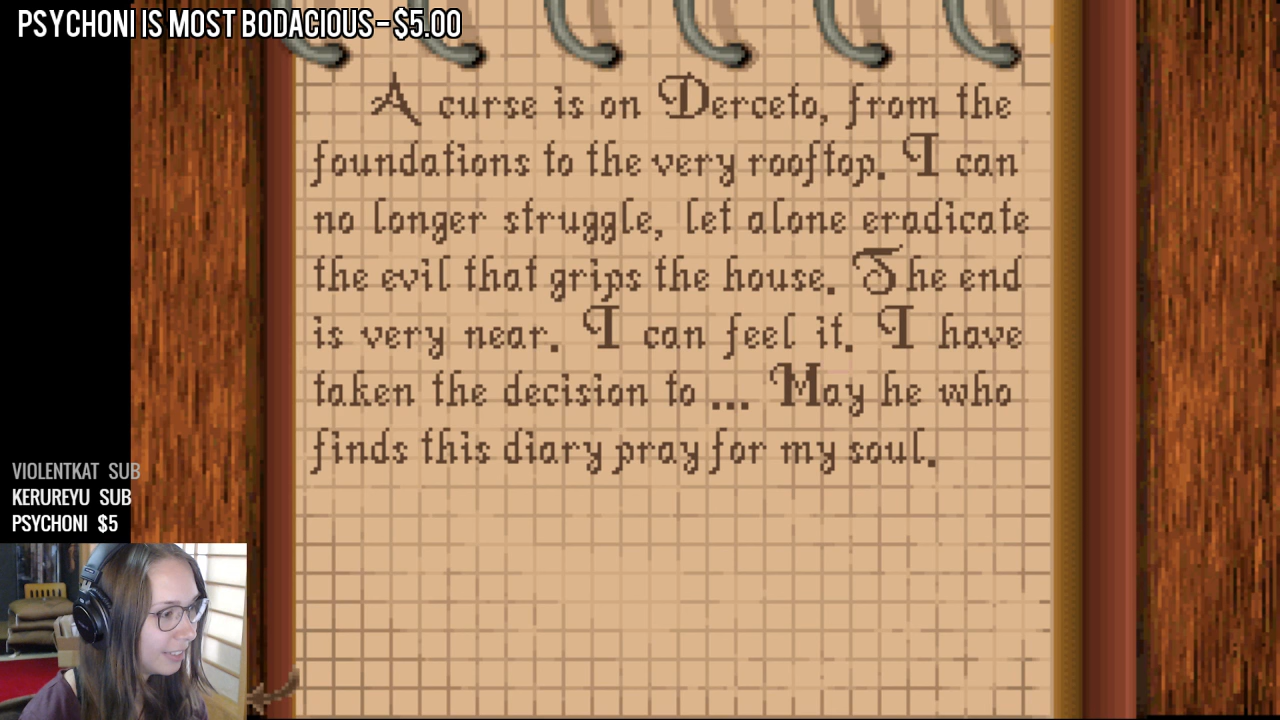 PSYCHONI IS MOST BODACIOUS - $5.00
A curse is on Derceto, from the
foundations to the very rooftop. I can
no longer struggle, let alone eradicate
the evil that grips the house. The end
is very near. I can feel it. I have
taken the decision to ... May he who
finds this diary pray for my soul.
VIOLENTKAT SUB
KERUREYU SUB
PSYCHONI $5